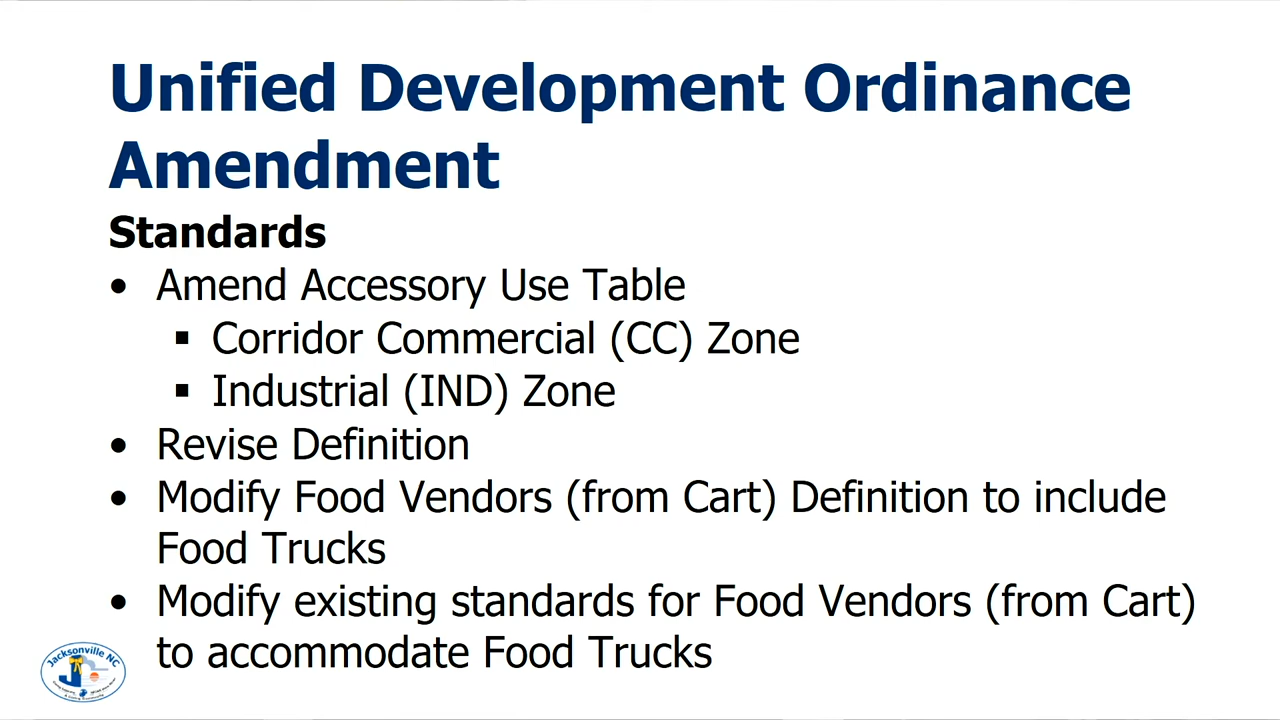 Unified Development Ordinance
Amendment
Standards
• Amend Accessory Use Table
▪ Corridor Commercial (CC) Zone
▪ Industrial (IND) Zone
• Revise Definition
• Modify Food Vendors (from Cart) Definition to include
Food Trucks
• Modify existing standards for Food Vendors (from Cart)
to accommodate Food Trucks
Jacksonville NC